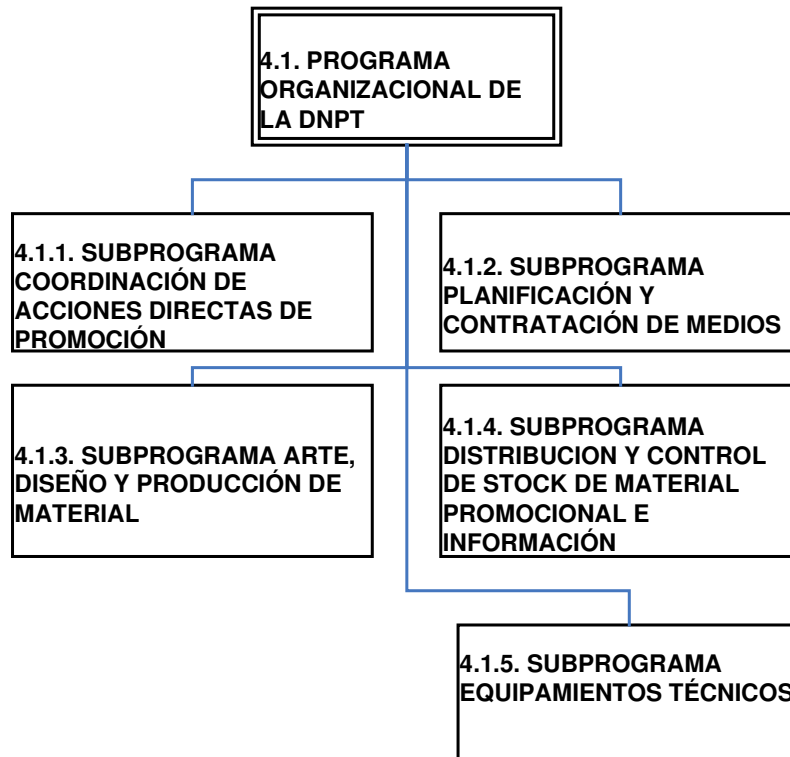 4.1. PROGRAMA
ORGANIZACIONAL DE
LA DNPT
4.1.1. SUBPROGRAMA
COORDINACIÓN DE
ACCIONES DIRECTAS DE
PROMOCIÓN
4.1.2. SUBPROGRAMA
PLANIFICACIÓN Y
CONTRATACIÓN DE MEDIOS
4.1.3. SUBPROGRAMA ARTE,
DISEÑO Y PRODUCCIÓN DE
MATERIAL
4.1.4. SUBPROGRAMA
DISTRIBUCION Y CONTROL
DE STOCK DE MATERIAL
PROMOCIONAL E
INFORMACIÓN
4.1.5. SUBPROGRAMA
EQUIPAMIENTOS TÉCNICOS